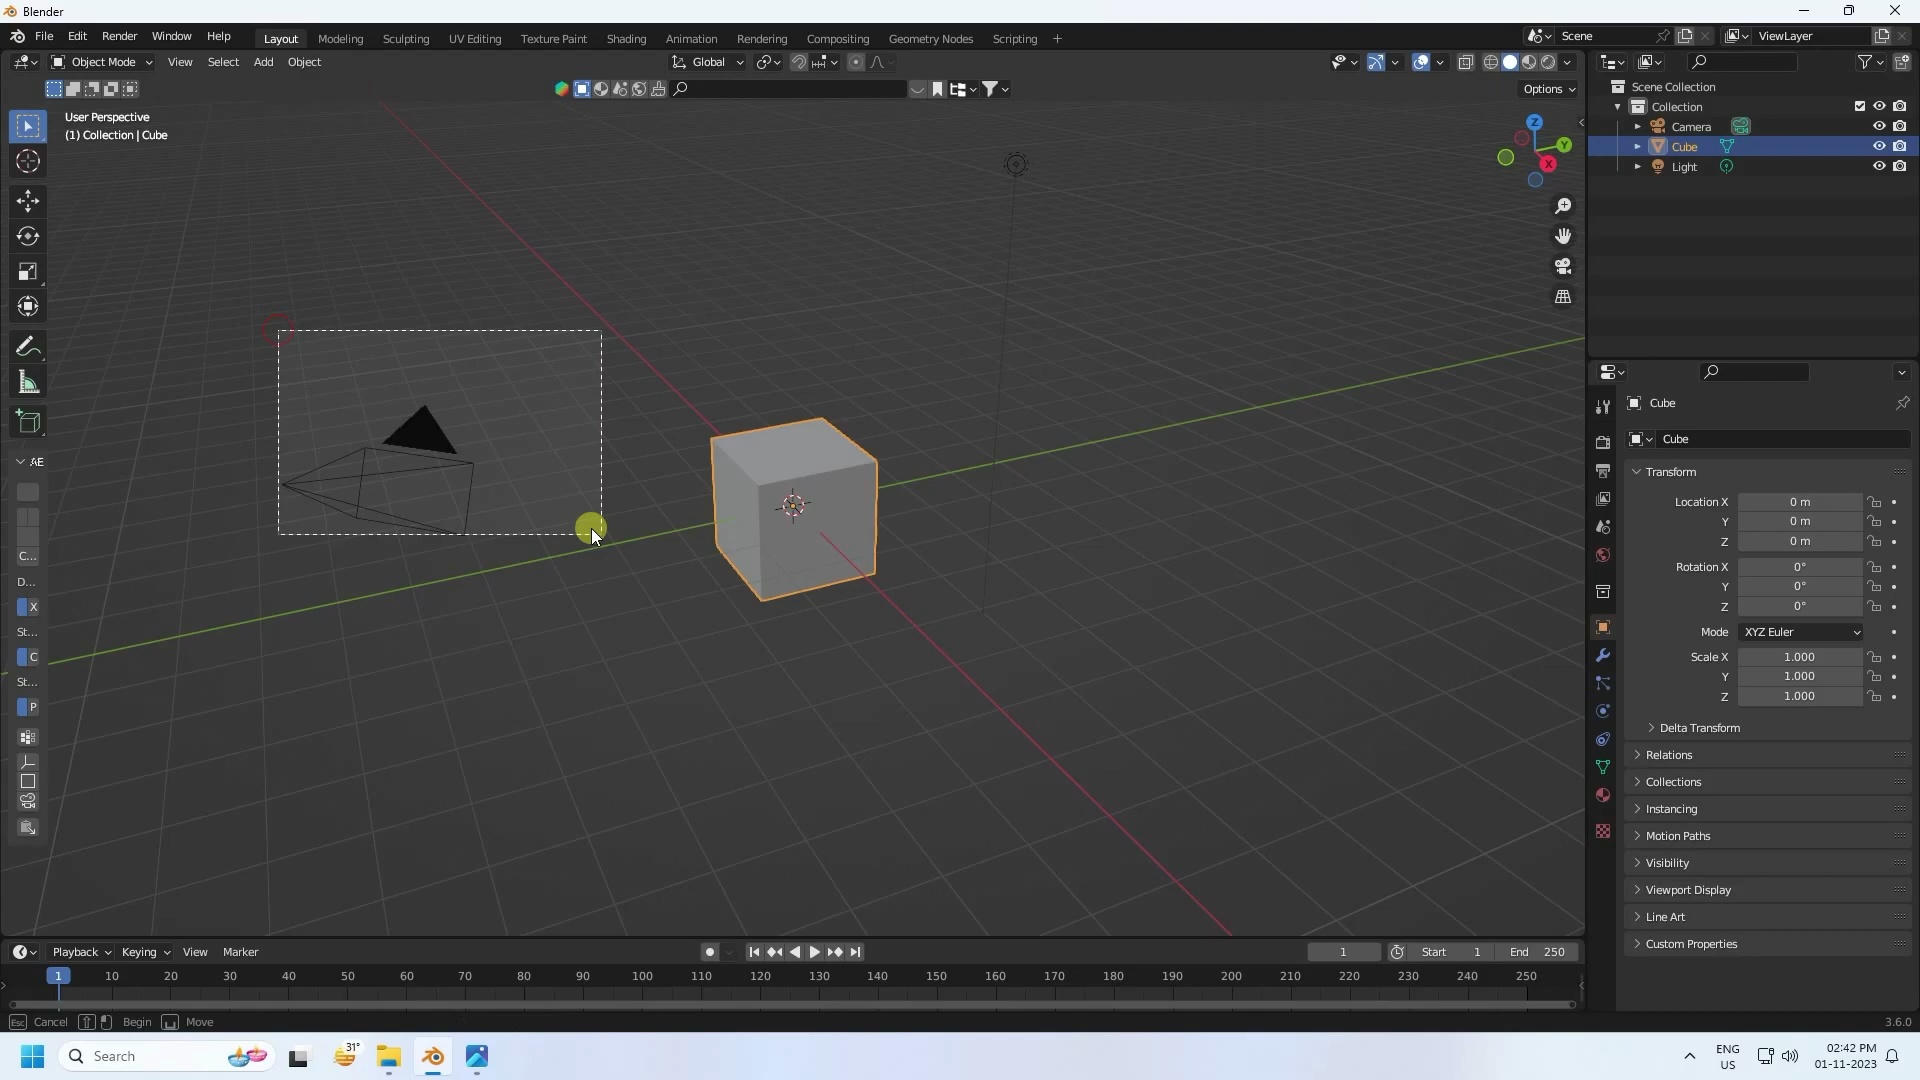 Blender
File Edit Render Window Help Layout Modeling Sculpting UV Editing Texture Paint Shading Animation Rendering Compositing Geometry Nodes Scripting + Scene ViewLayer
Object Mode View Select Add Object Global
Options
User Perspective
(1) Collection | Cube
Z
Y
X
Scene Collection
Collection
Camera
Cube
Light
AE
C...
D...
X
St...
C
St...
P
Cube
Cube
Transform
Location X 0 m
Y 0 m
Z 0 m
Rotation X 0°
Y 0°
Z 0°
Mode XYZ Euler
Scale X 1.000
Y 1.000
Z 1.000
Delta Transform
Relations
Collections
Instancing
Motion Paths
Visibility
Viewport Display
Line Art
Custom Properties
Playback Keying View Marker 1 Start 1 End 250
1 10 20 30 40 50 60 70 80 90 100 110 120 130 140 150 160 170 180 190 200 210 220 230 240 250
Esc Cancel Begin Move 3.6.0
Search 31° ENG US 02:42 PM
01-11-2023